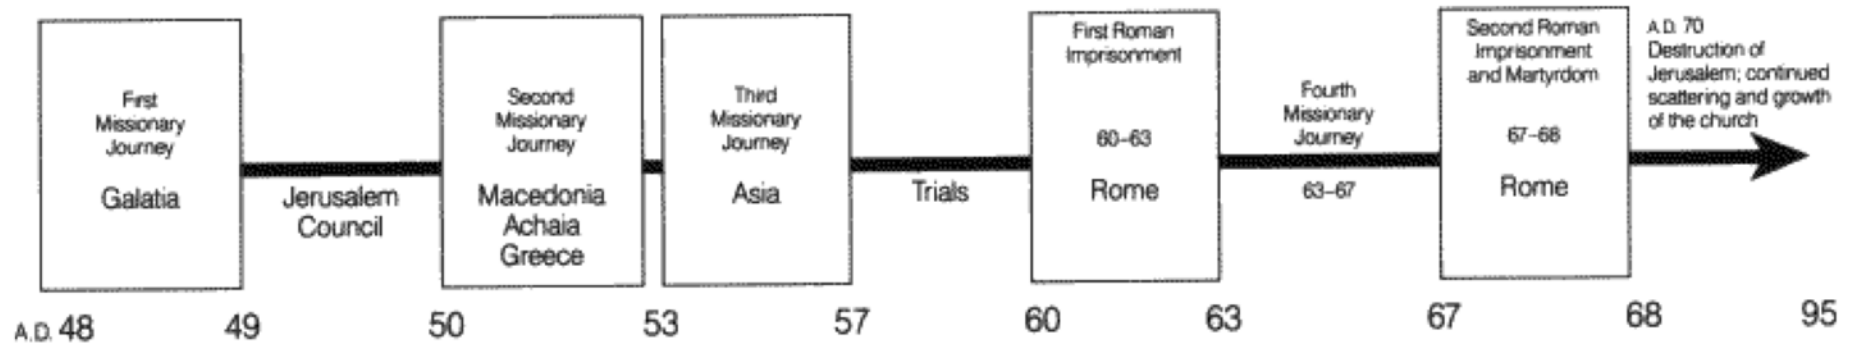 First
Missionary
Journey
Galatia
Jerusalem
Council
Second
Missionary
Journey
Macedonia
Achaia
Greece
Third
Missionary
Journey
Asia
Trials
First Roman
Imprisonment
60–63
Rome
Fourth
Missionary
Journey
63–67
Second Roman
Imprisonment
and Martyrdom
67–68
Rome
A.D. 70
Destruction of
Jerusalem; continued
scattering and growth
of the church
A.D. 48 49 50 53 57 60 63 67 68 95